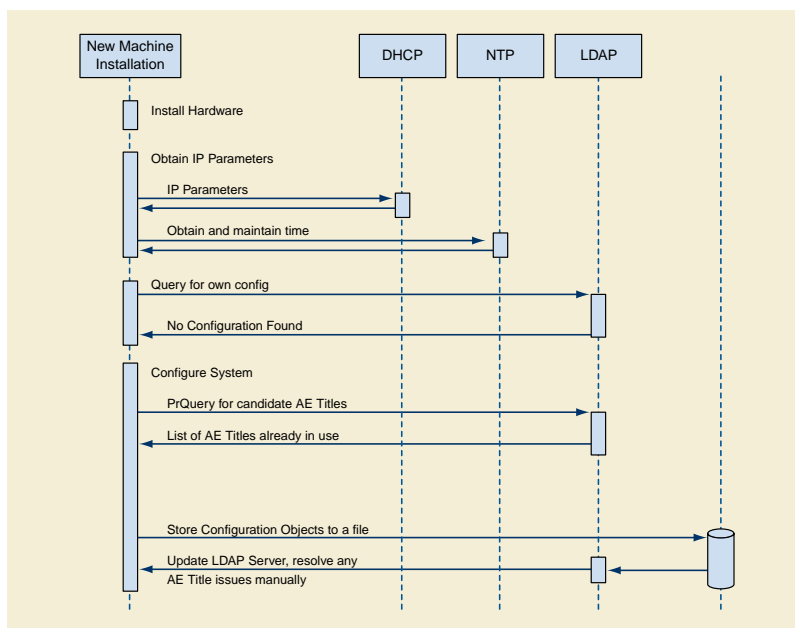 New Machine
Installation
DHCP
NTP
LDAP
Install Hardware
Obtain IP Parameters
IP Parameters
Obtain and maintain time
Query for own config
No Configuration Found
Configure System
PrQuery for candidate AE Titles
List of AE Titles already in use
Store Configuration Objects to a file
Update LDAP Server, resolve any
AE Title issues manually